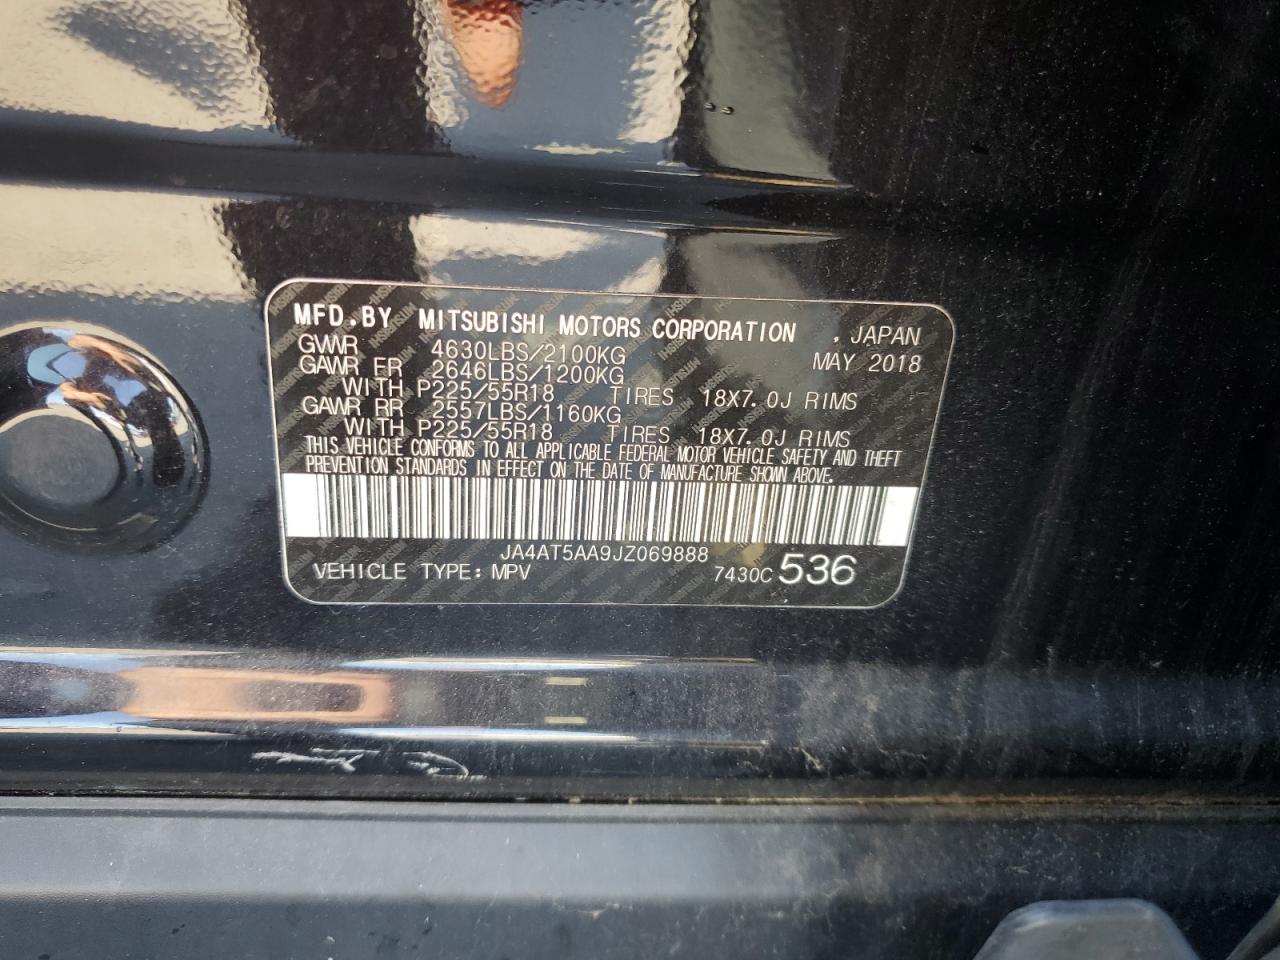 MFD.BY MITSUBISHI MOTORS CORPORATION , JAPAN
GVWR 4630LBS/2100KG MAY 2018
GAWR FR 2646LBS/1200KG
WITH P225/55R18 TIRES 18X7.0J RIMS
GAWR RR 2557LBS/1160KG
WITH P225/55R18 TIRES 18X7.0J RIMS
THIS VEHICLE CONFORMS TO ALL APPLICABLE FEDERAL MOTOR VEHICLE SAFETY AND THEFT
PREVENTION STANDARDS IN EFFECT ON THE DATE OF MANUFACTURE SHOWN ABOVE.
JA4AT5AA9JZ069888
VEHICLE TYPE: MPV 7430C 536